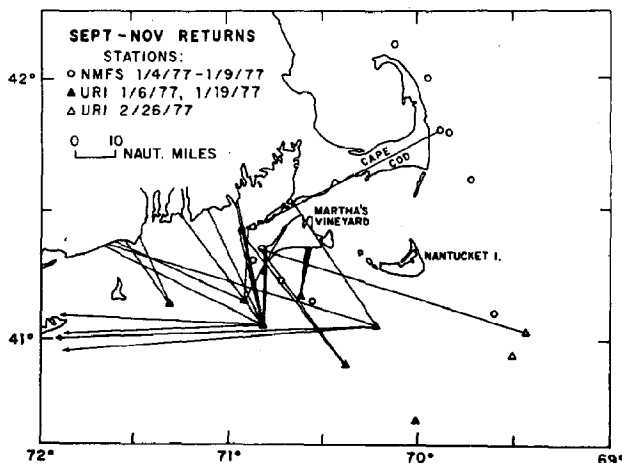 SEPT-NOV RETURNS
STATIONS:
NMFS 1/4/77-1/9/77
URI 1/6/77, 1/19/77
URI 2/26/77
0 10
NAUT. MILES
CAPE
COD
MARTHA'S
VINEYARD
NANTUCKET I.
42°
41°
72°
71°
70°
69°